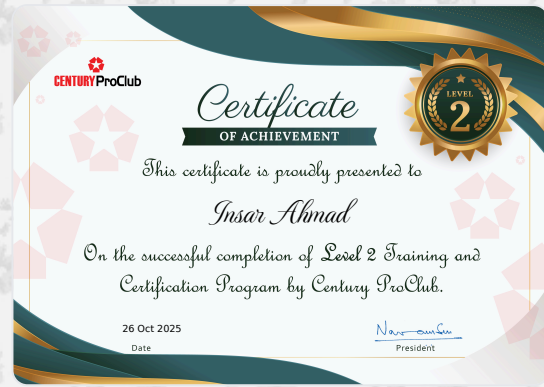 CENTURY ProClub
Certificate
OF ACHIEVEMENT
LEVEL
2
This certificate is proudly presented to
Insar Ahmad
On the successful completion of Level 2 Training and
Certification Program by Century ProClub.
26 Oct 2025
Date
President